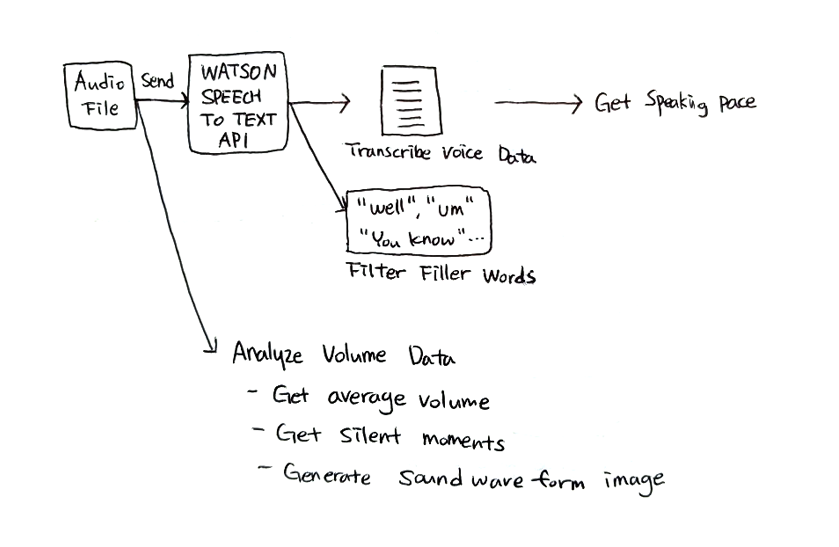 Audio
File
Send
WATSON
SPEECH
TO TEXT
API
Transcribe Voice Data
Get Speaking pace
"well", "um"
"You know"...
Filter Filler Words
Analyze Volume Data
- Get average volume
- Get silent moments
- Generate sound wave form image